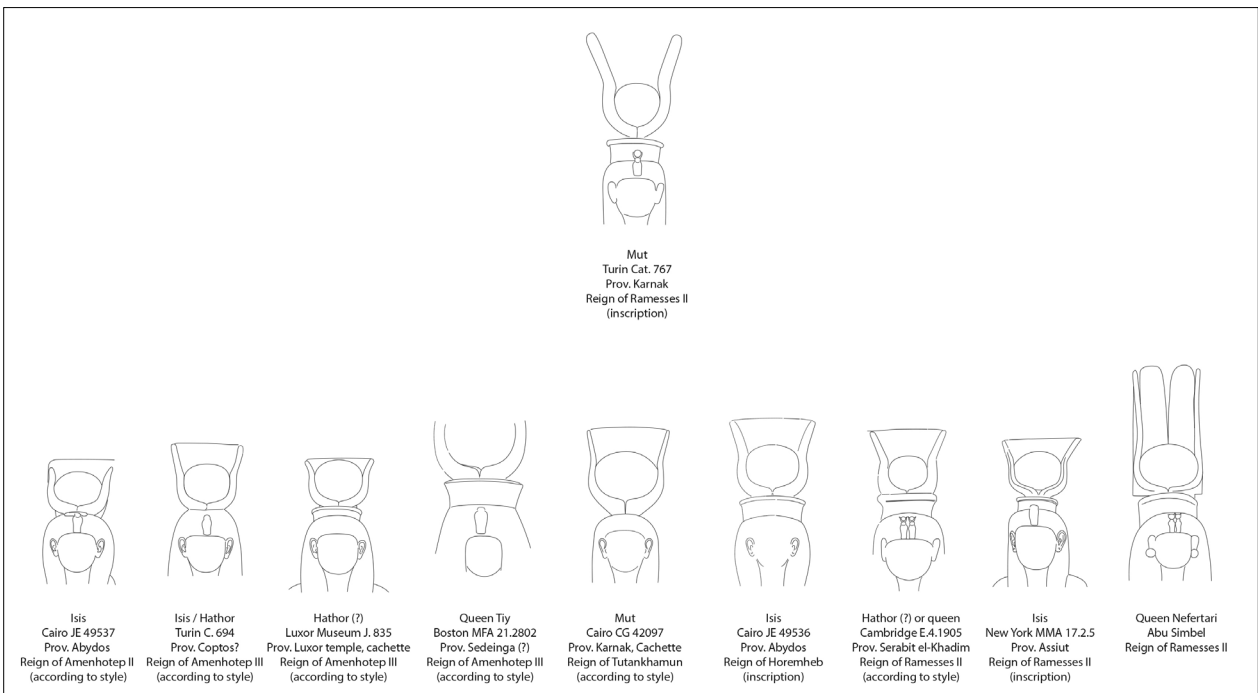 Mut
Turin Cat. 767
Prov. Karnak
Reign of Ramesses II
(inscription)
Isis
Cairo JE 49537
Prov. Abydos
Reign of Amenhotep II
(according to style)
Isis / Hathor
Turin C. 694
Prov. Coptos?
Reign of Amenhotep III
(according to style)
Hathor (?)
Luxor Museum J. 835
Prov. Luxor temple, cachette
Reign of Amenhotep III
(according to style)
Queen Tiy
Boston MFA 21.2802
Prov. Sedeinga (?)
Reign of Amenhotep III
(according to style)
Mut
Cairo CG 42097
Prov. Karnak, Cachette
Reign of Tutankhamun
(according to style)
Isis
Cairo JE 49536
Prov. Abydos
Reign of Horemheb
(inscription)
Hathor (?) or queen
Cambridge E.4.1905
Prov. Serabit el-Khadim
Reign of Ramesses II
(according to style)
Isis
New York MMA 17.2.5
Prov. Assiut
Reign of Ramesses II
(inscription)
Queen Nefertari
Abu Simbel
Reign of Ramesses II